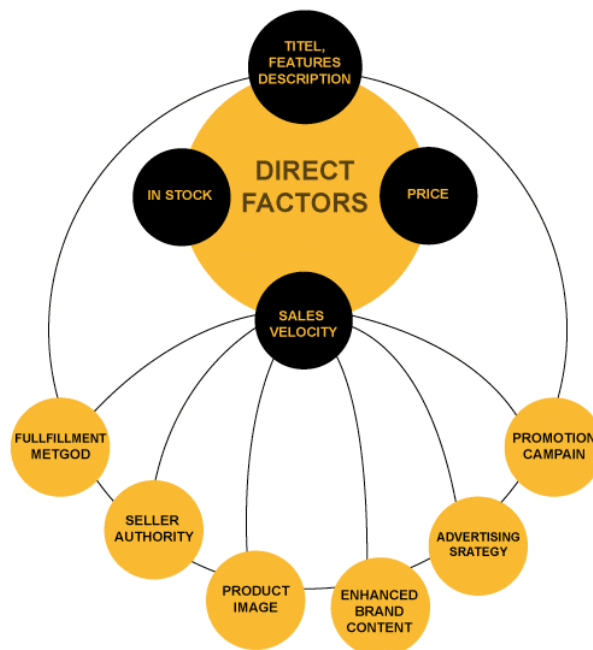 TITEL,
FEATURES
DESCRIPTION
DIRECT
FACTORS
IN STOCK
PRICE
SALES
VELOCITY
FULLFILLMENT
METGOD
PROMOTION
CAMPAIN
SELLER
AUTHORITY
ADVERTISING
SRATEGY
PRODUCT
IMAGE
ENHANCED
BRAND
CONTENT